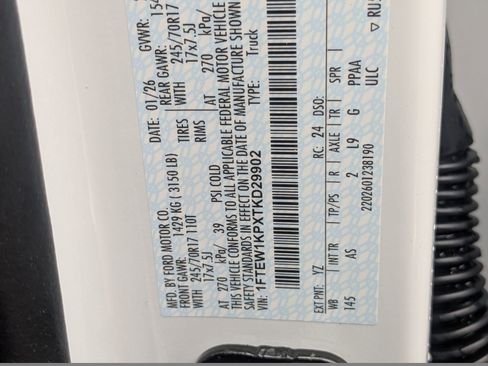 MFD. BY FORD MOTOR CO.
DATE: 01/26 GVWR:
FRONT GAWR: 1429 KG (3150 LB) REAR GAWR:
WITH 245/70R17 110T TIRES WITH 245/70R17
17x7.5J RIMS 17x7.5J
AT 270 kPa/ 39 PSI COLD AT 270 kPa/
THIS VEHICLE CONFORMS TO ALL APPLICABLE FEDERAL MOTOR VEHICLE
SAFETY STANDARDS IN EFFECT ON THE DATE OF MANUFACTURE SHOWN
VIN: 1FTEW1KPXTKD29902 TYPE: Truck
EXT PNT: YZ RC: 24 DSO:
WB INT TR TP/PS R AXLE TR SPR
145 AS 2 L9 G PPAA
2202601238190 ULC
▽ RUS